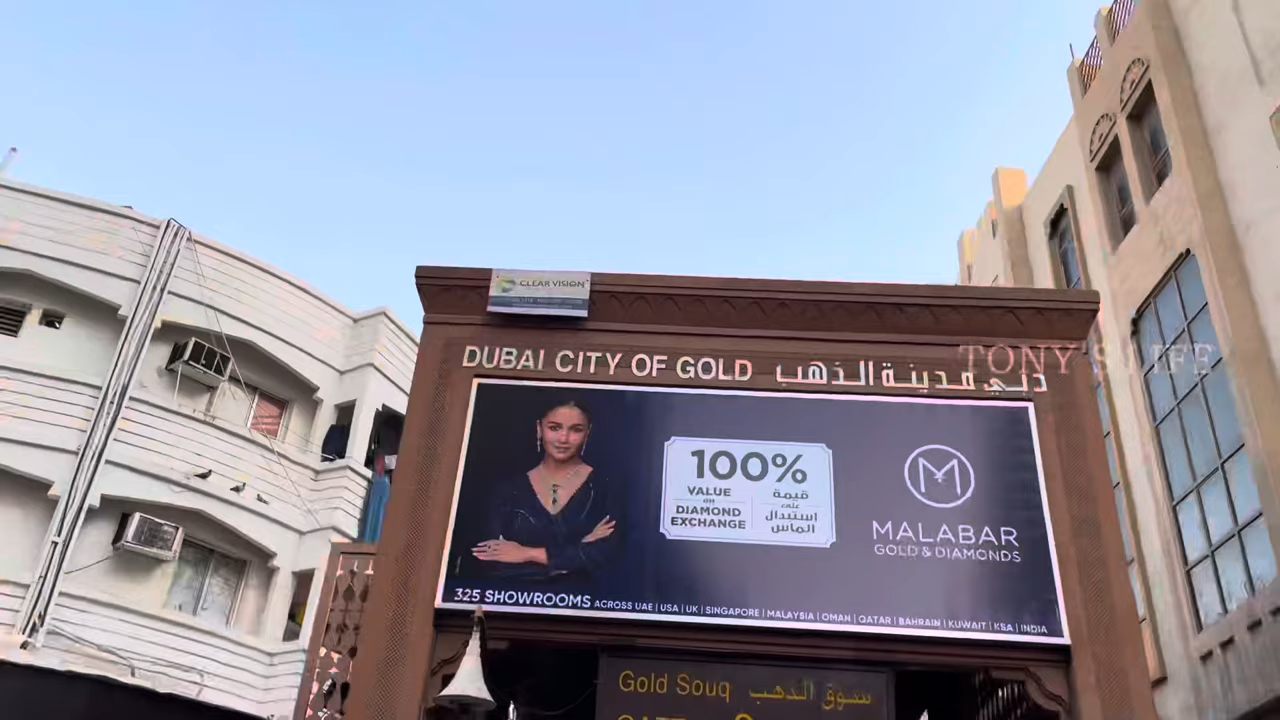 CLEAR VISION
DUBAI CITY OF GOLD دبي مدينة الذهب
TONY
100%
VALUE
on
DIAMOND
EXCHANGE
قيمة
على
إستبدال
الماس
M
MALABAR
GOLD & DIAMONDS
325 SHOWROOMS ACROSS UAE | USA | UK | SINGAPORE | MALAYSIA | OMAN | QATAR | BAHRAIN | KUWAIT | KSA | INDIA
Gold Souq سوق الذهب